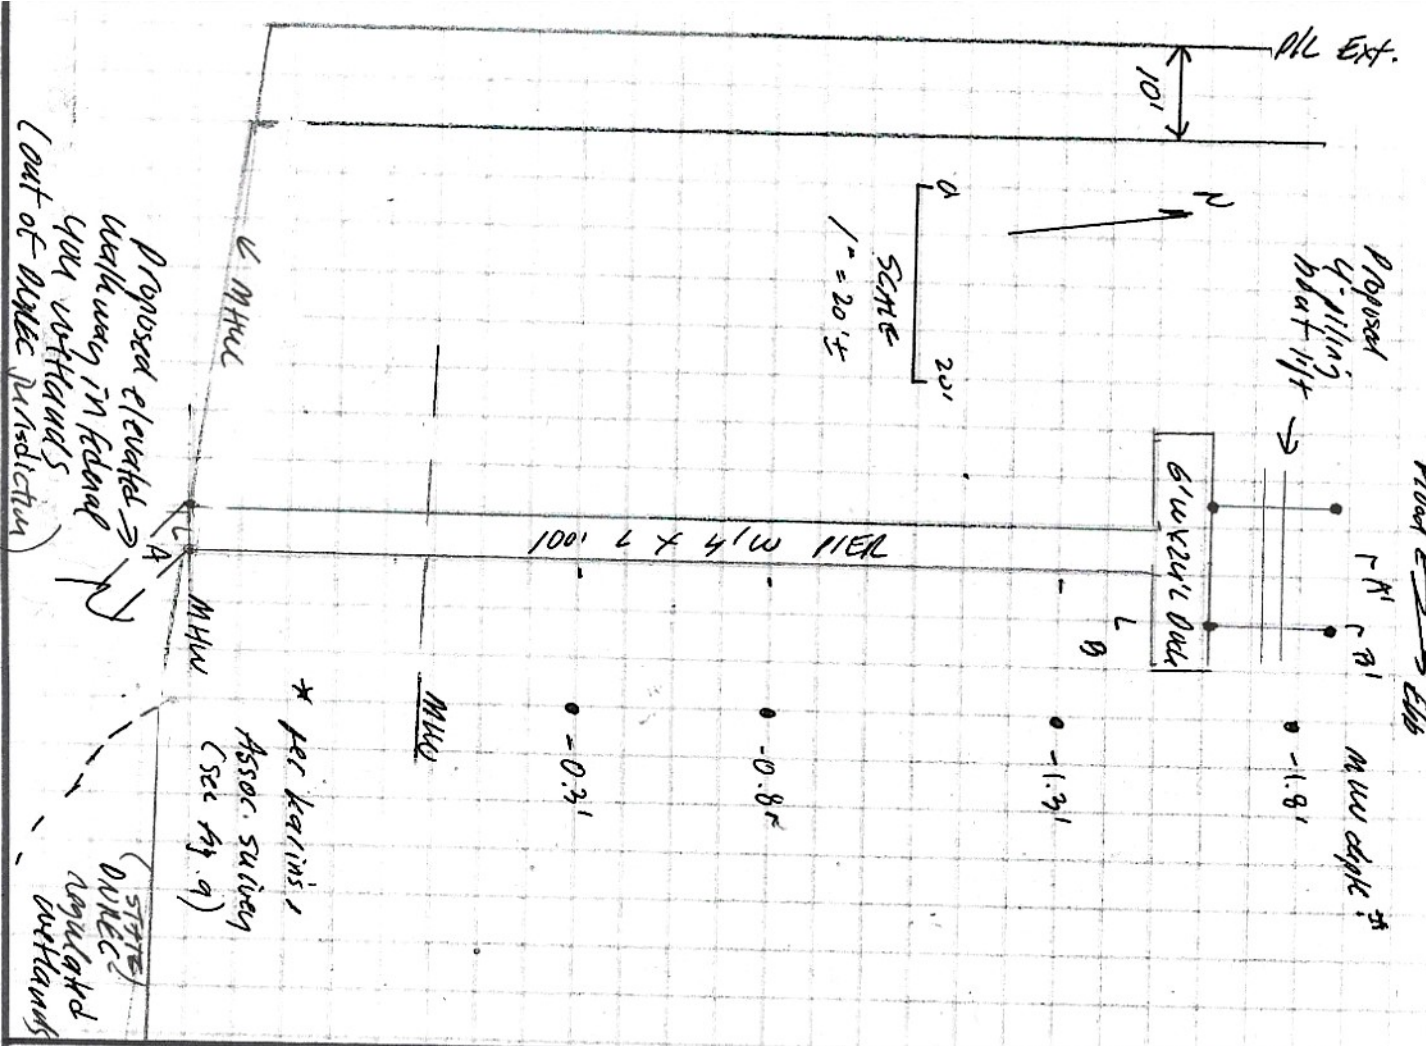 P/L Ext.
10'
N
0
20'
SCALE
1" = 20'±
Proposed
4-piling
boat lift
Flood
Ebb
6'W x 24'L Dock
100' L x 4'W PIER
A'
B'
L
B
L
A
MLW depth *
-1.8'
-1.3'
-0.8'
-0.3'
MLW
MHW
MHW
* per Karins &
Assoc. survey
(see fig. 9)
Proposed elevated
walkway in federal
404 wetlands
(out of DNREC jurisdiction)
(STATE)
DNREC
regulated
wetlands